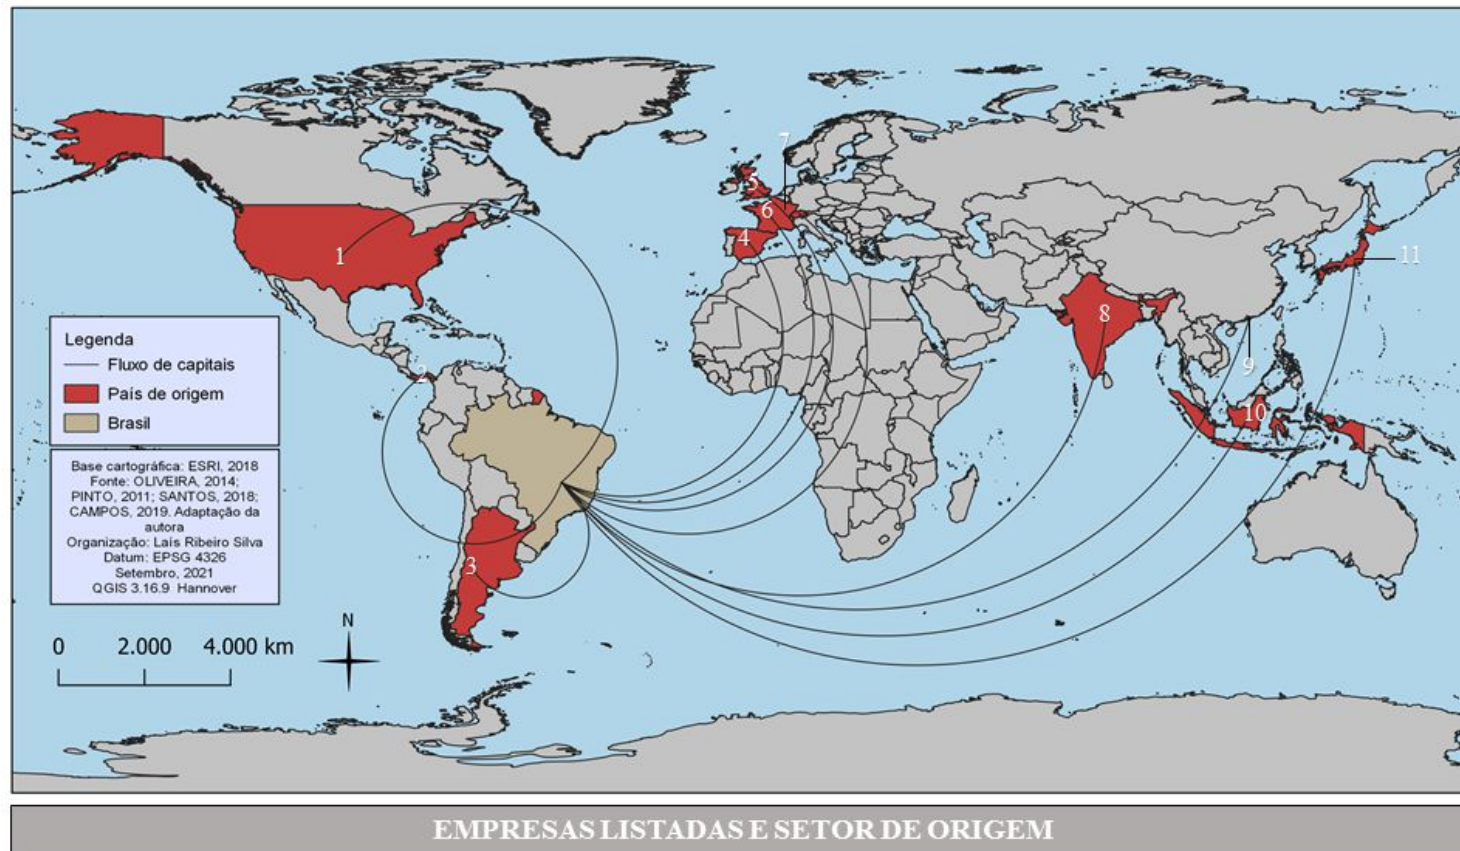 7
5
6
4
1
11
8
2
9
10
3
Legenda
Fluxo de capitais
País de origem
Brasil
Base cartográfica: ESRI, 2018
Fonte: OLIVEIRA, 2014;
PINTO, 2011; SANTOS, 2018;
CAMPOS, 2019. Adaptação da
autora
Organização: Laís Ribeiro Silva
Datum: EPSG 4326
Setembro, 2021
QGIS 3.16.9 Hannover
N
0 2.000 4.000 km
EMPRESAS LISTADAS E SETOR DE ORIGEM